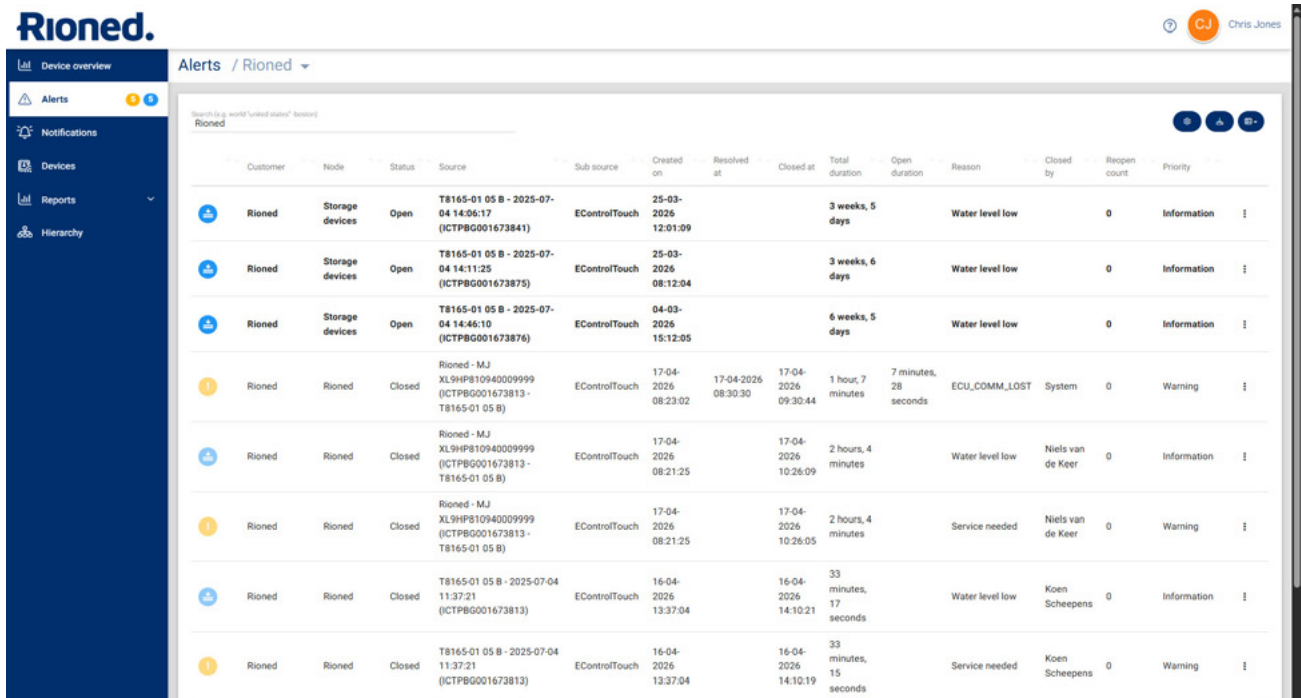 Rioned.
CJ Chris Jones
Device overview
Alerts 5 5
Notifications
Devices
Reports
Hierarchy
Alerts / Rioned
Search (e.g. world "united states" -boston)
Rioned
Customer Node Status Source Sub source Created on Resolved at Closed at Total duration Open duration Reason Closed by Reopen count Priority
Rioned Storage devices Open T8165-01 05 B - 2025-07-04 14:06:17 (ICTPBG001673841) EControlTouch 25-03-2026 12:01:09 3 weeks, 5 days Water level low 0 Information
Rioned Storage devices Open T8165-01 05 B - 2025-07-04 14:11:25 (ICTPBG001673875) EControlTouch 25-03-2026 08:12:04 3 weeks, 6 days Water level low 0 Information
Rioned Storage devices Open T8165-01 05 B - 2025-07-04 14:46:10 (ICTPBG001673876) EControlTouch 04-03-2026 15:12:05 6 weeks, 5 days Water level low 0 Information
Rioned Rioned Closed Rioned - MJ XL9HP810940009999 (ICTPBG001673813 - T8165-01 05 B) EControlTouch 17-04-2026 08:23:02 17-04-2026 08:30:30 17-04-2026 09:30:44 1 hour, 7 minutes 7 minutes, 28 seconds ECU_COMM_LOST System 0 Warning
Rioned Rioned Closed Rioned - MJ XL9HP810940009999 (ICTPBG001673813 - T8165-01 05 B) EControlTouch 17-04-2026 08:21:25 17-04-2026 10:26:09 2 hours, 4 minutes Water level low Niels van de Keer 0 Information
Rioned Rioned Closed Rioned - MJ XL9HP810940009999 (ICTPBG001673813 - T8165-01 05 B) EControlTouch 17-04-2026 08:21:25 17-04-2026 10:26:05 2 hours, 4 minutes Service needed Niels van de Keer 0 Warning
Rioned Rioned Closed T8165-01 05 B - 2025-07-04 11:37:21 (ICTPBG001673813) EControlTouch 16-04-2026 13:37:04 16-04-2026 14:10:21 33 minutes, 17 seconds Water level low Koen Scheepens 0 Information
Rioned Rioned Closed T8165-01 05 B - 2025-07-04 11:37:21 (ICTPBG001673813) EControlTouch 16-04-2026 13:37:04 16-04-2026 14:10:19 33 minutes, 15 seconds Service needed Koen Scheepens 0 Warning